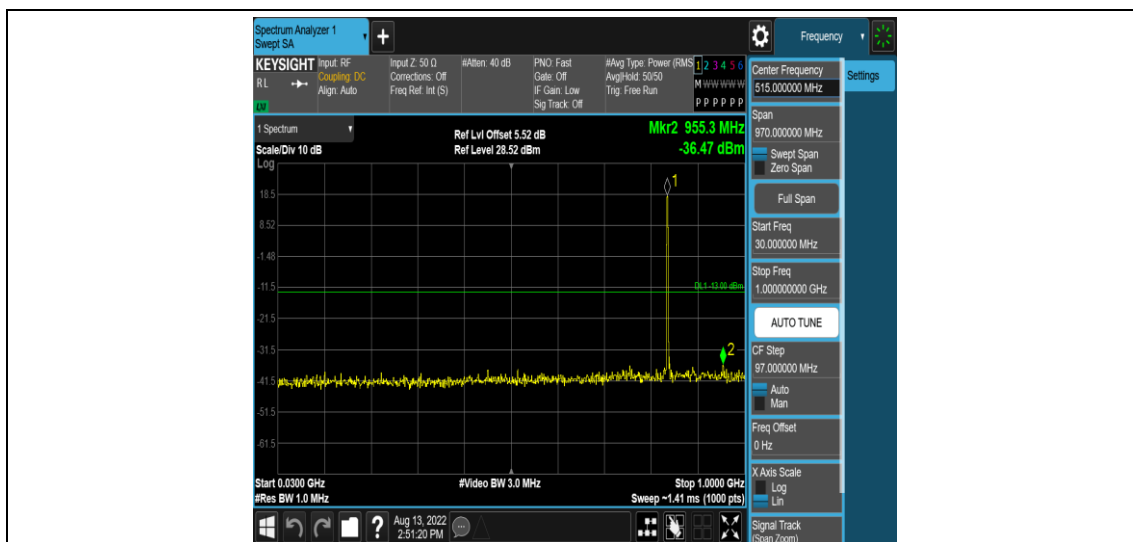 Spectrum Analyzer 1
Swept SA
+
Frequency
KEYSIGHT
RL
LW
Input: RF
Coupling: DC
Align: Auto
Input Z: 50 Ω
Corrections: Off
Freq Ref: Int (S)
#Atten: 40 dB
PNO: Fast
Gate: Off
IF Gain: Low
Sig Track: Off
#Avg Type: Power (RMS
Avg|Hold: 50/50
Trig: Free Run
1 2 3 4 5 6
M W W W W W
P P P P P P
1 Spectrum
Scale/Div 10 dB
Log
Ref Lvl Offset 5.52 dB
Ref Level 28.52 dBm
Mkr2 955.3 MHz
-36.47 dBm
1
18.5
8.52
-1.48
-11.5
DL1 -13.00 dBm
-21.5
-31.5
2
-41.5
-51.5
-61.5
Start 0.0300 GHz
#Video BW 3.0 MHz
Stop 1.0000 GHz
#Res BW 1.0 MHz
Sweep ~1.41 ms (1000 pts)
?
Aug 13, 2022
2:51:20 PM
Center Frequency
515.000000 MHz
Settings
Span
970.000000 MHz
Swept Span
Zero Span
Full Span
Start Freq
30.000000 MHz
Stop Freq
1.000000000 GHz
AUTO TUNE
CF Step
97.000000 MHz
Auto
Man
Freq Offset
0 Hz
X Axis Scale
Log
Lin
Signal Track
(Span Zoom)